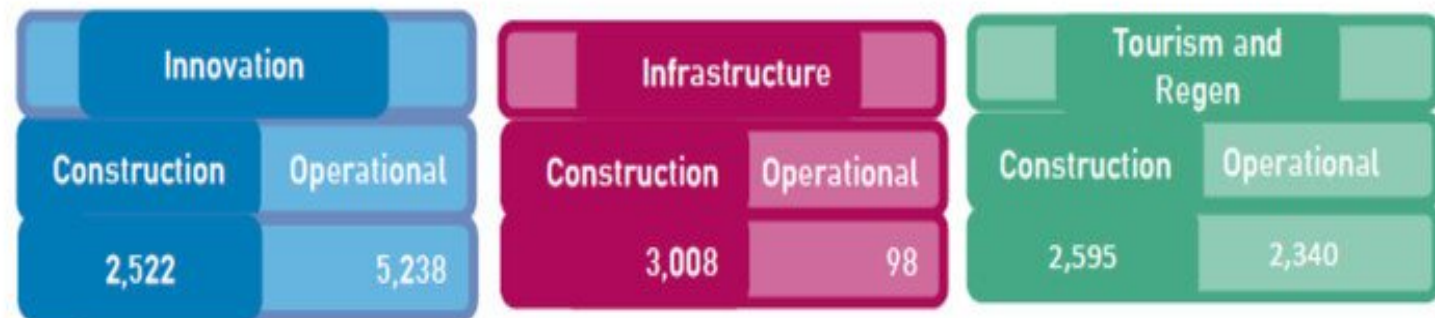 Innovation
Construction Operational
2,522 5,238
Infrastructure
Construction Operational
3,008 98
Tourism and
Regen
Construction Operational
2,595 2,340